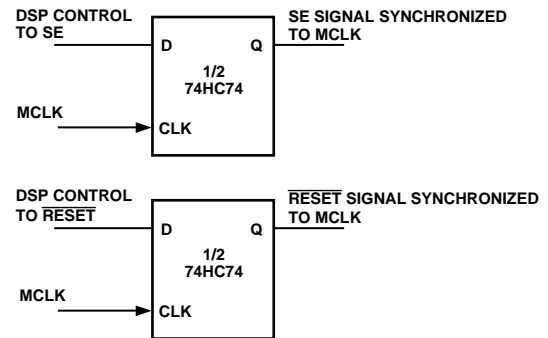 DSP CONTROL
TO SE
SE SIGNAL SYNCHRONIZED
TO MCLK
D
Q
1/2
74HC74
MCLK
CLK
DSP CONTROL
TO RESET
RESET SIGNAL SYNCHRONIZED
TO MCLK
D
Q
1/2
74HC74
MCLK
CLK